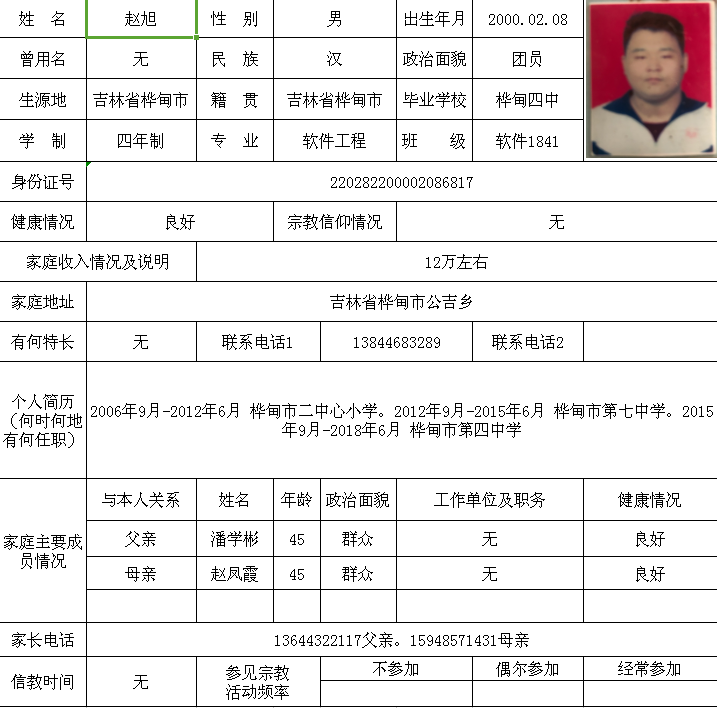 姓 名 赵旭 性 别 男 出生年月 2000.02.08
曾用名 无 民 族 汉 政治面貌 团员
生源地 吉林省桦甸市 籍 贯 吉林省桦甸市 毕业学校 桦甸四中
学 制 四年制 专 业 软件工程 班 级 软件1841
身份证号 220282200002086817
健康情况 良好 宗教信仰情况 无
家庭收入情况及说明 12万左右
家庭地址 吉林省桦甸市公吉乡
有何特长 无 联系电话1 13844683289 联系电话2
个人简历
（何时何地
有何任职）
2006年9月-2012年6月 桦甸市二中心小学。2012年9月-2015年6月 桦甸市第七中学。2015
年9月-2018年6月 桦甸市第四中学
家庭主要成
员情况
与本人关系 姓名 年龄 政治面貌 工作单位及职务 健康情况
父亲 潘学彬 45 群众 无 良好
母亲 赵凤霞 45 群众 无 良好
家长电话 13644322117父亲。15948571431母亲
信教时间 无
参见宗教
活动频率
不参加 偶尔参加 经常参加